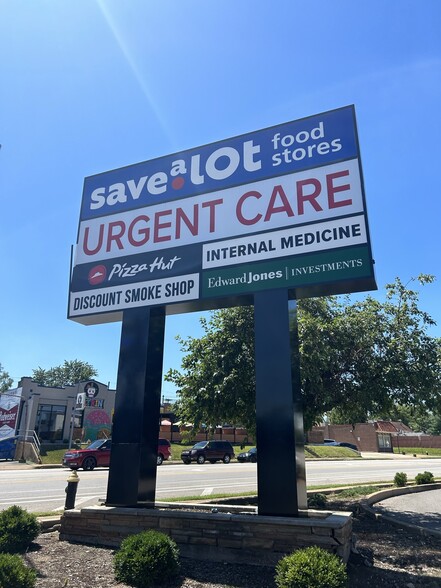 save a lot food
stores
URGENT CARE
Pizza Hut
INTERNAL MEDICINE
DISCOUNT SMOKE SHOP
Edward Jones | INVESTMENTS